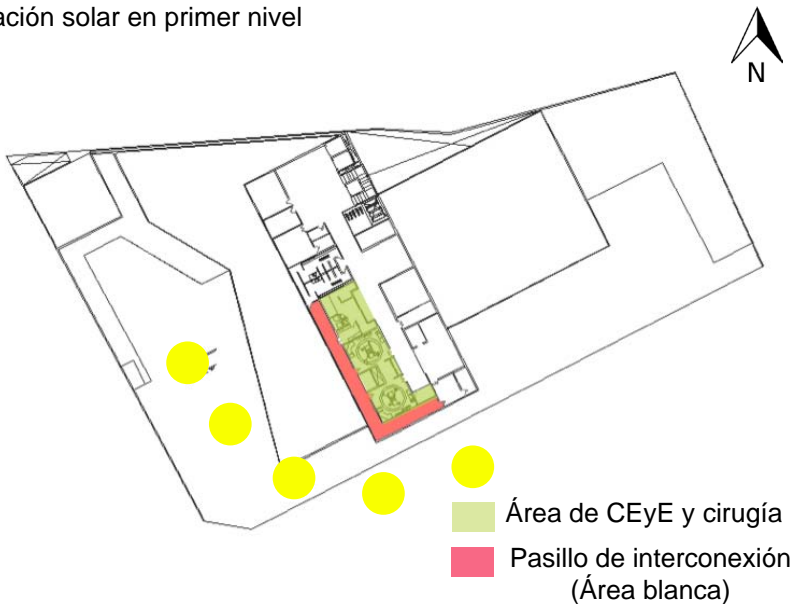 ación solar en primer nivel
N
Área de CEyE y cirugía
Pasillo de interconexión
(Área blanca)